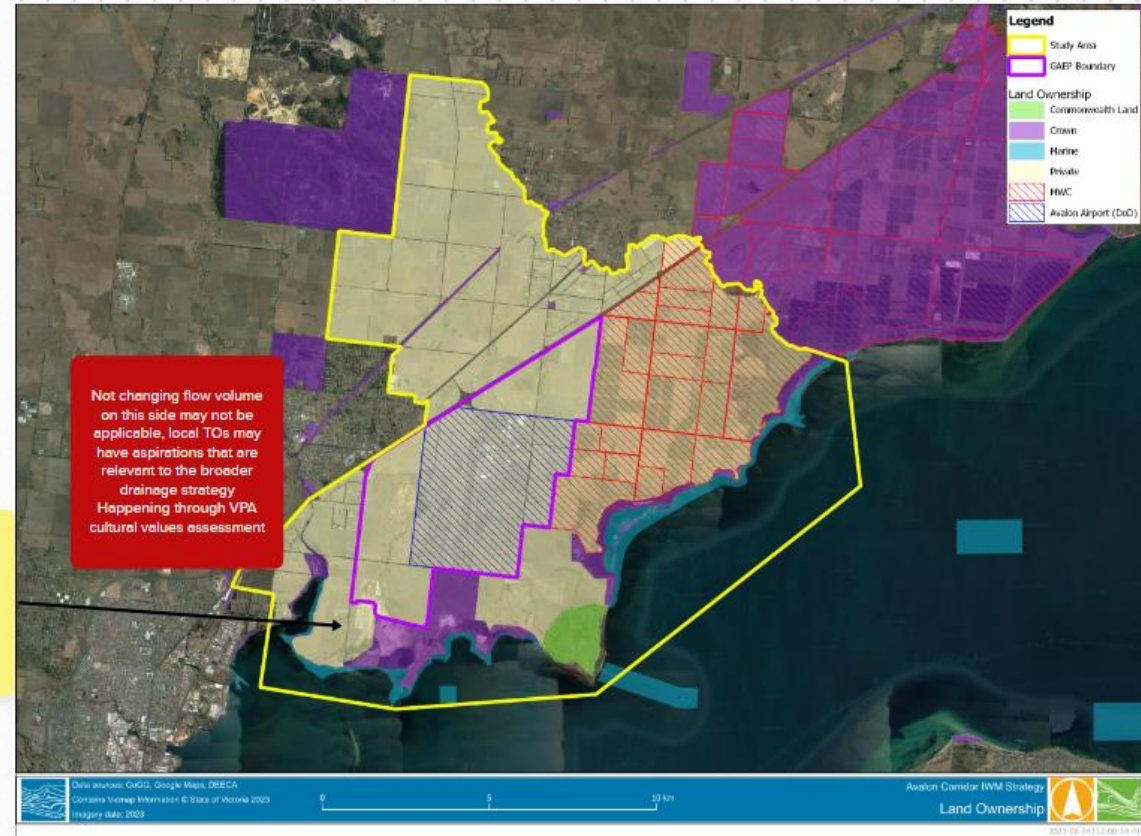 Legend
Study Area
GAEP Boundary
Land Ownership
Commonwealth Land
Crown
Marine
Private
MWC
Avalon Airport (DoD)
Not changing flow volume
on this side may not be
applicable, local TOs may
have aspirations that are
relevant to the broader
drainage strategy
Happening through VPA
cultural values assessment
Data sources: CoGG, Google Maps, DEECA
Contains Vicmap Information © State of Victoria 2023
Imagery date: 2023
0 5 10 km
Avalon Corridor IWM Strategy
Land Ownership